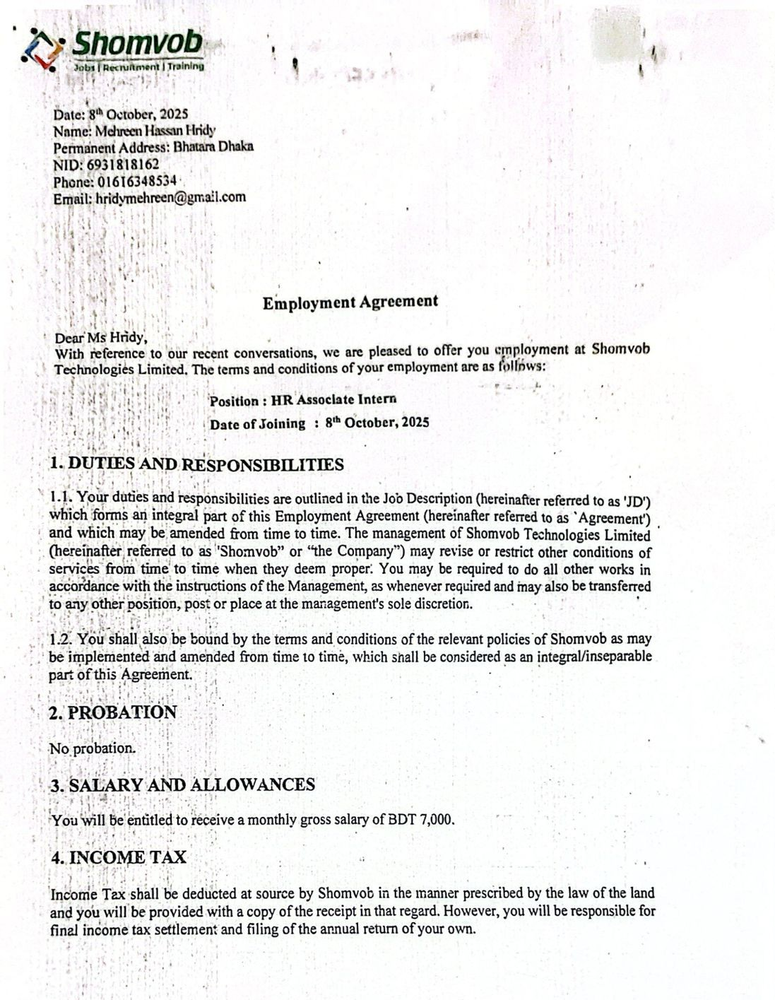 Shomvob
Jobs | Recruitment | Training
Date: 8th October, 2025
Name: Mehreen Hassan Hridy
Permanent Address: Bhatara Dhaka
NID: 6931818162
Phone: 01616348534
Email: hridymehreen@gmail.com
Employment Agreement
Dear Ms Hridy,
With reference to our recent conversations, we are pleased to offer you employment at Shomvob
Technologies Limited. The terms and conditions of your employment are as follows:
Position : HR Associate Intern
Date of Joining : 8th October, 2025
1. DUTIES AND RESPONSIBILITIES
1.1. Your duties and responsibilities are outlined in the Job Description (hereinafter referred to as 'JD')
which forms an integral part of this Employment Agreement (hereinafter referred to as `Agreement')
and which may be amended from time to time. The management of Shomvob Technologies Limited
(hereinafter referred to as 'Shomvob” or “the Company”) may revise or restrict other conditions of
services from time to time when they deem proper. You may be required to do all other works in
accordance with the instructions of the Management, as whenever required and may also be transferred
to any other position, post or place at the management's sole discretion.
1.2. You shall also be bound by the terms and conditions of the relevant policies of Shomvob as may
be implemented and amended from time to time, which shall be considered as an integral/inseparable
part of this Agreement.
2. PROBATION
No probation.
3. SALARY AND ALLOWANCES
You will be entitled to receive a monthly gross salary of BDT 7,000.
4. INCOME TAX
Income Tax shall be deducted at source by Shomvob in the manner prescribed by the law of the land
and you will be provided with a copy of the receipt in that regard. However, you will be responsible for
final income tax settlement and filing of the annual return of your own.